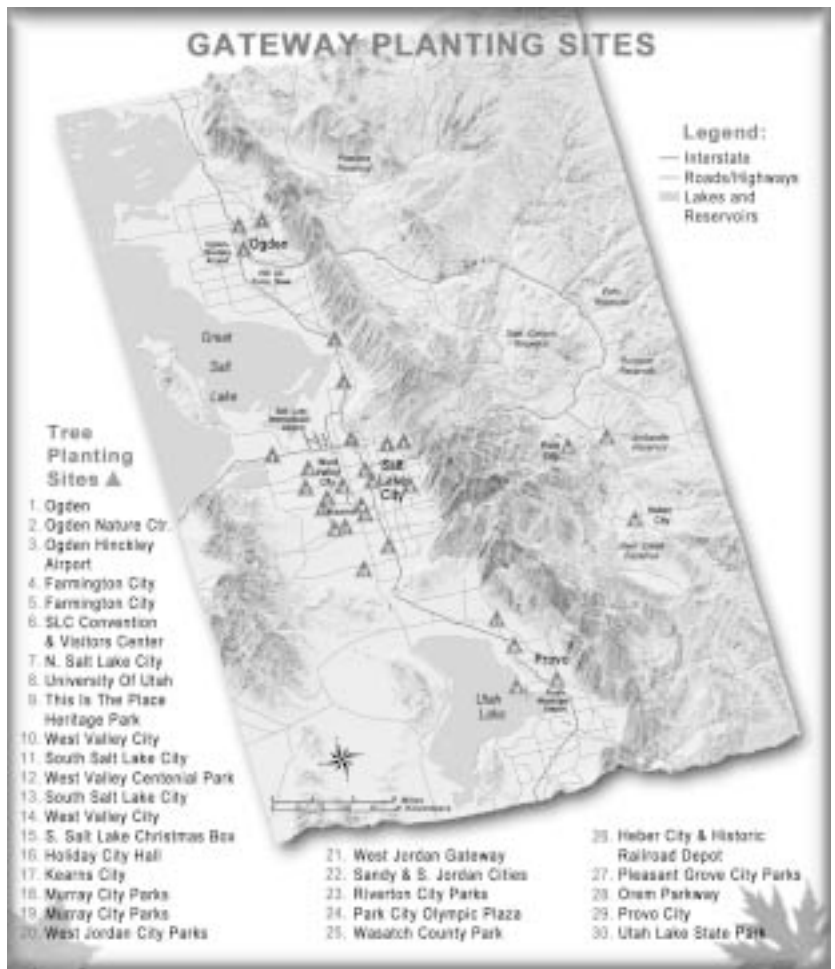 GATEWAY PLANTING SITES
Legend:
Interstate
Roads/Highways
Lakes and
Reservoirs
Ogden
Great
Salt
Lake
Salt
Lake
City
Park
City
Heber
City
Provo
Utah
Lake
Tree
Planting
Sites
1. Ogden
2. Ogden Nature Ctr.
3. Ogden Hinckley
Airport
4. Farmington City
5. Farmington City
6. SLC Convention
& Visitors Center
7. N. Salt Lake City
8. University Of Utah
9. This Is The Place
Heritage Park
10. West Valley City
11. South Salt Lake City
12. West Valley Centenial Park
13. South Salt Lake City
14. West Valley City
15. S. Salt Lake Christmas Box
16. Holiday City Hall
17. Kearns City
18. Murray City Parks
19. Murray City Parks
20. West Jordan City Parks
21. West Jordan Gateway
22. Sandy & S. Jordan Cities
23. Riverton City Parks
24. Park City Olympic Plaza
25. Wasatch County Park
26. Heber City & Historic
Railroad Depot
27. Pleasant Grove City Parks
28. Orem Parkway
29. Provo City
30. Utah Lake State Park